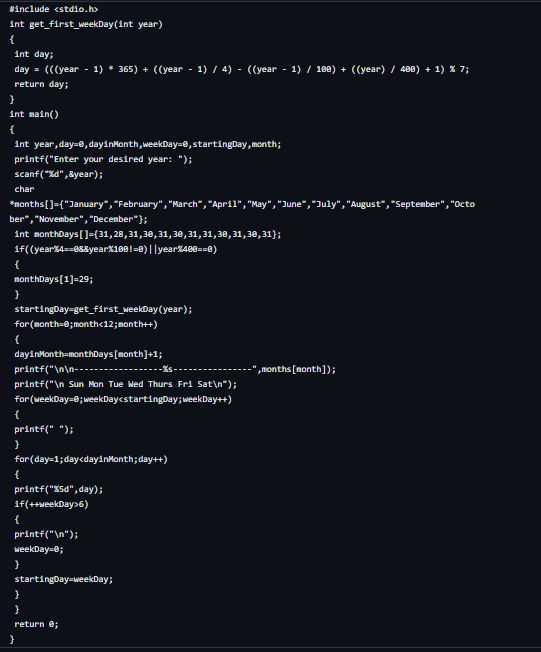 #include <stdio.h>
int get_first_weekDay(int year)
{
int day;
day = (((year - 1) * 365) + ((year - 1) / 4) - ((year - 1) / 100) + ((year) / 400) + 1) % 7;
return day;
}
int main()
{
int year,day=0,dayinMonth,weekDay=0,startingDay,month;
printf("Enter your desired year: ");
scanf("%d",&year);
char
*months[]={"January","February","March","April","May","June","July","August","September","Octo
ber","November","December"};
int monthDays[]={31,28,31,30,31,30,31,31,30,31,30,31};
if((year%4==0&&year%100!=0)||year%400==0)
{
monthDays[1]=29;
}
startingDay=get_first_weekDay(year);
for(month=0;month<12;month++)
{
dayinMonth=monthDays[month]+1;
printf("\n\n------------------%s----------------",months[month]);
printf("\n Sun Mon Tue Wed Thurs Fri Sat\n");
for(weekDay=0;weekDay<startingDay;weekDay++)
{
printf(" ");
}
for(day=1;day<dayinMonth;day++)
{
printf("%5d",day);
if(++weekDay>6)
{
printf("\n");
weekDay=0;
}
startingDay=weekDay;
}
}
return 0;
}